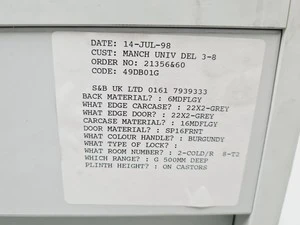 DATE: 14-JUL-98
CUST: MANCH UNIV DEL 3-8
ORDER NO: 21356&60
CODE: 49DB01G
S&B UK LTD 0161 7939333
BACK MATERIAL? : 6MDFLGY
WHAT EDGE CARCASE? : 22X2-GREY
WHAT EDGE DOOR? : 22X2-GREY
CARCASE MATERIAL? : 16MDFLGY
DOOR MATERIAL? : SP16FRNT
WHAT COLOUR HANDLE? : BURGUNDY
WHAT TYPE OF LOCK? :
WHAT ROOM NUMBER? : 2-COLD/R 8-T2
WHICH RANGE? : G 500MM DEEP
PLINTH HEIGHT? : ON CASTORS